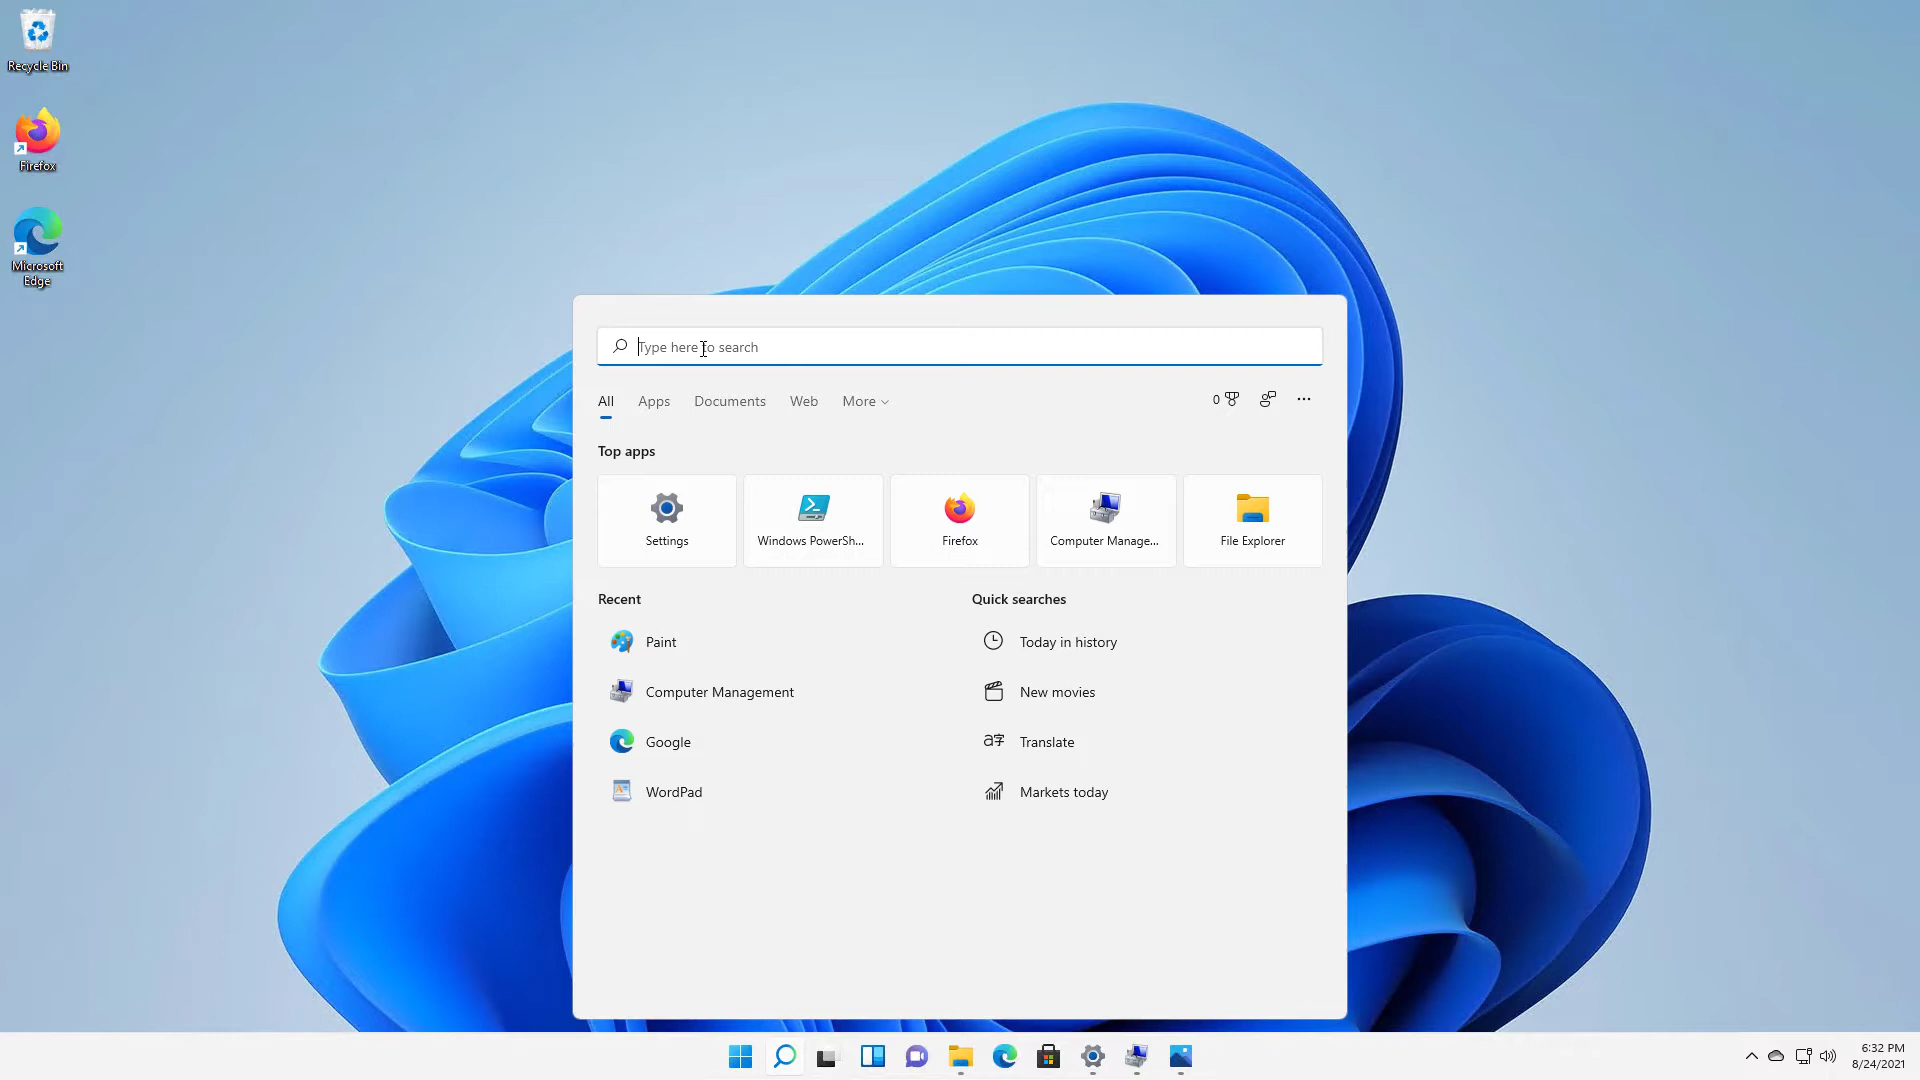 Recycle Bin
Firefox
Microsoft
Edge
Type here to search
All Apps Documents Web More
0
Top apps
Settings
Windows PowerSh...
Firefox
Computer Manage...
File Explorer
Recent
Quick searches
Paint
Today in history
Computer Management
New movies
Google
Translate
WordPad
Markets today
6:32 PM
8/24/2021